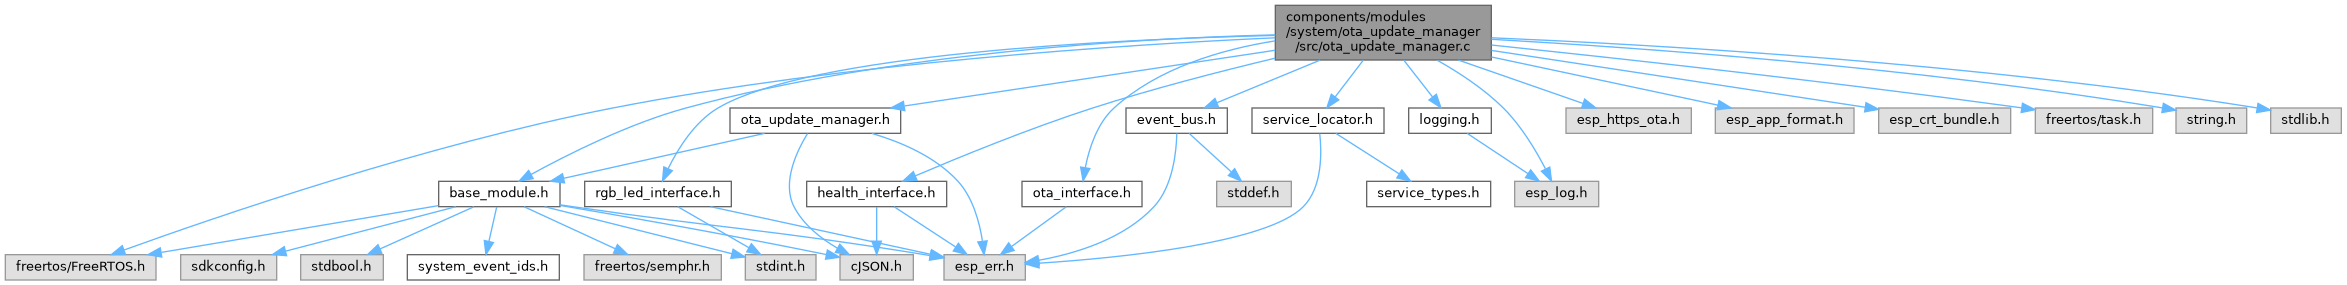 components/modules
/system/ota_update_manager
/src/ota_update_manager.c
ota_update_manager.h
event_bus.h
service_locator.h
logging.h
esp_https_ota.h
esp_app_format.h
esp_crt_bundle.h
freertos/task.h
string.h
stdlib.h
base_module.h
rgb_led_interface.h
health_interface.h
ota_interface.h
stddef.h
service_types.h
esp_log.h
freertos/FreeRTOS.h
sdkconfig.h
stdbool.h
system_event_ids.h
freertos/semphr.h
stdint.h
cJSON.h
esp_err.h